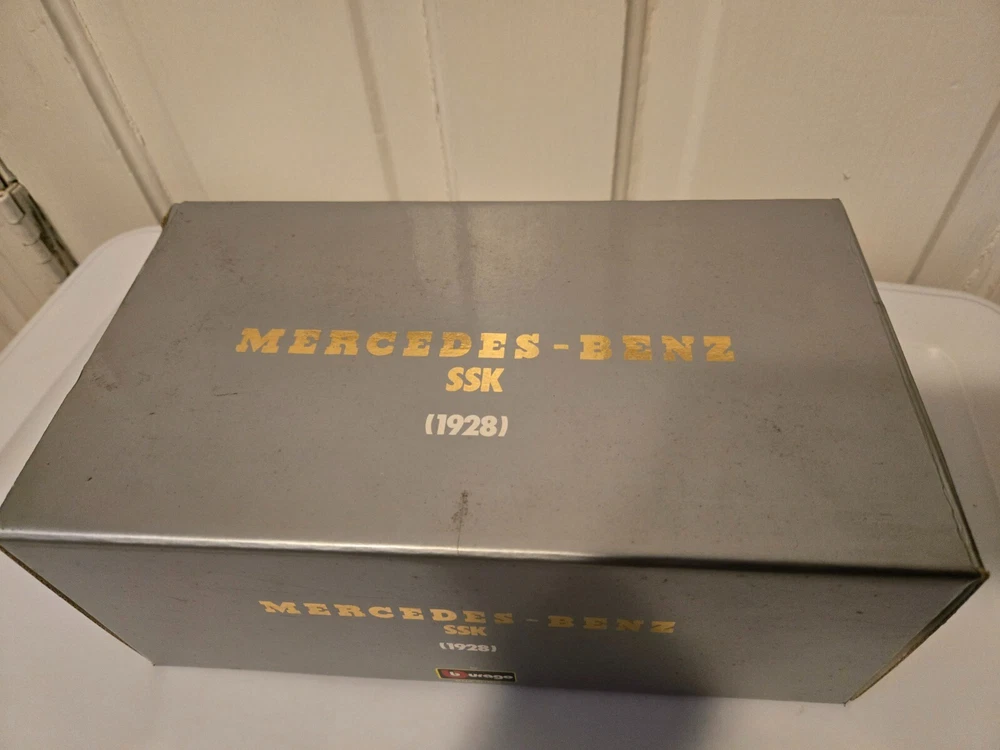 MERCEDES-BENZ
SSK
(1928)
MERCEDES-BENZ
SSK
(1928)
burago